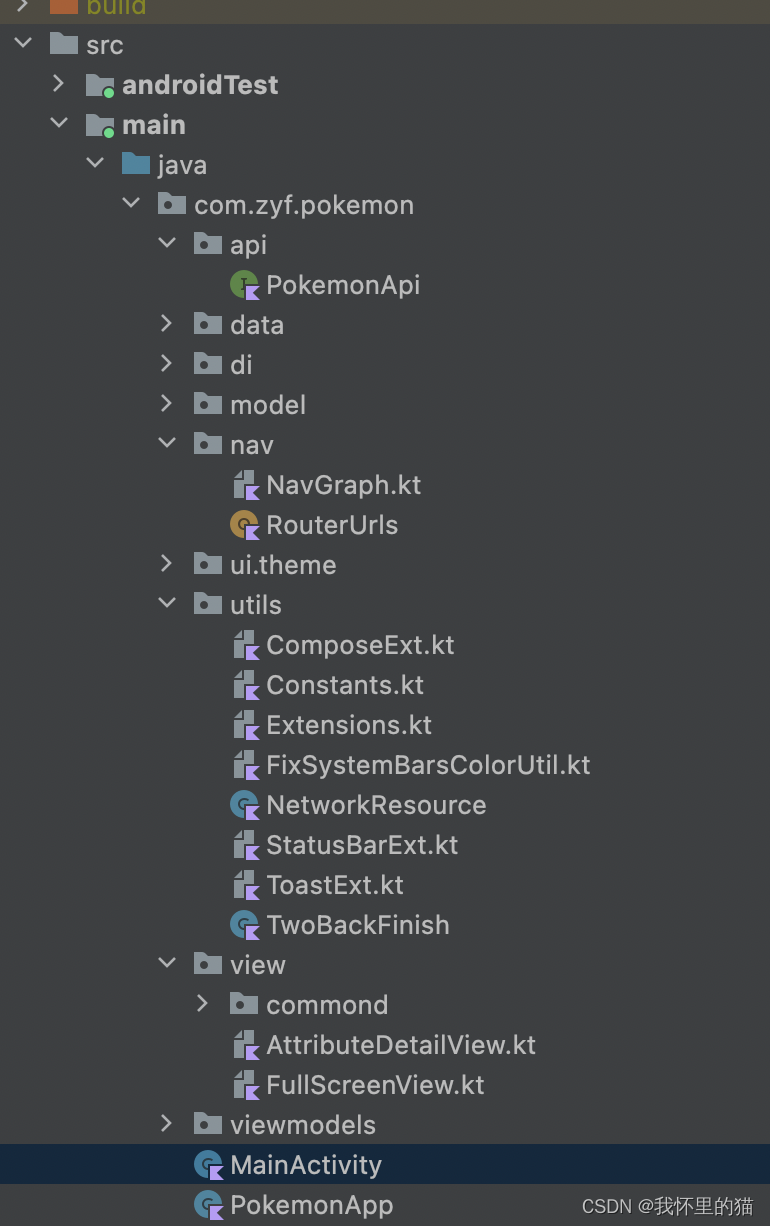 build
src
androidTest
main
java
com.zyf.pokemon
api
PokemonApi
data
di
model
nav
NavGraph.kt
RouterUrls
ui.theme
utils
ComposeExt.kt
Constants.kt
Extensions.kt
FixSystemBarsColorUtil.kt
NetworkResource
StatusBarExt.kt
ToastExt.kt
TwoBackFinish
view
commond
AttributeDetailView.kt
FullScreenView.kt
viewmodels
MainActivity
PokemonApp
CSDN @我怀里的猫